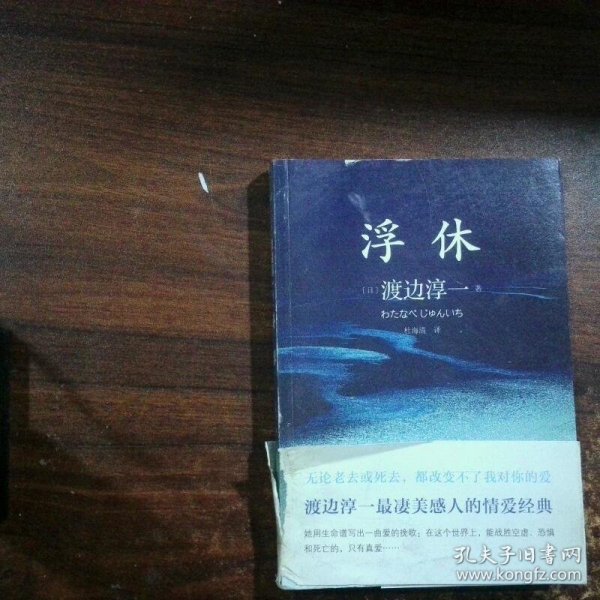 浮休
[日]渡边淳一 著
わたなべ じゅんいち
杜海清 译
无论老去或死去，都改变不了我对你的爱
渡边淳一最凄美感人的情爱经典
她用生命谱写出一曲爱的挽歌：在这个世界上，能战胜空虚、恐惧
和死亡的，只有真爱……
孔夫子旧书网
www.kongfz.com